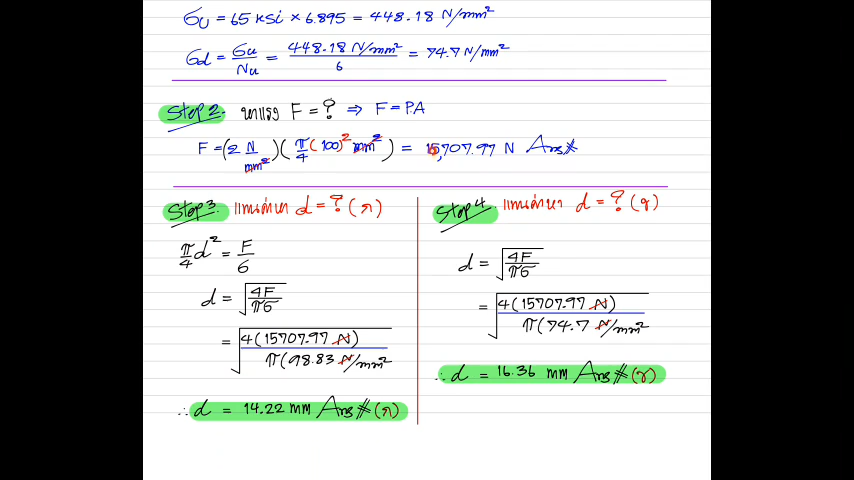 σu = 65 ksi × 6.895 = 448.18 N/mm²
σd = σu/Nu = 448.18 N/mm²/6 = 74.7 N/mm²
Step 2. หาแรง F = ? ⇒ F = PA
F = (2 N/mm²)(π/4 (100)² mm²) = 15,707.97 N Ans#
Step 3. แทนค่าหา d = ? (ก)
π/4 d² = F/σ
d = √(4F/πσ)
= √(4(15707.97 N)/π(98.83 N/mm²))
∴ d = 14.22 mm Ans# (ก)
Step 4. แทนค่าหา d = ? (ข)
d = √(4F/πσ)
= √(4(15707.97 N)/π(74.7 N/mm²))
∴ d = 16.36 mm Ans# (ข)